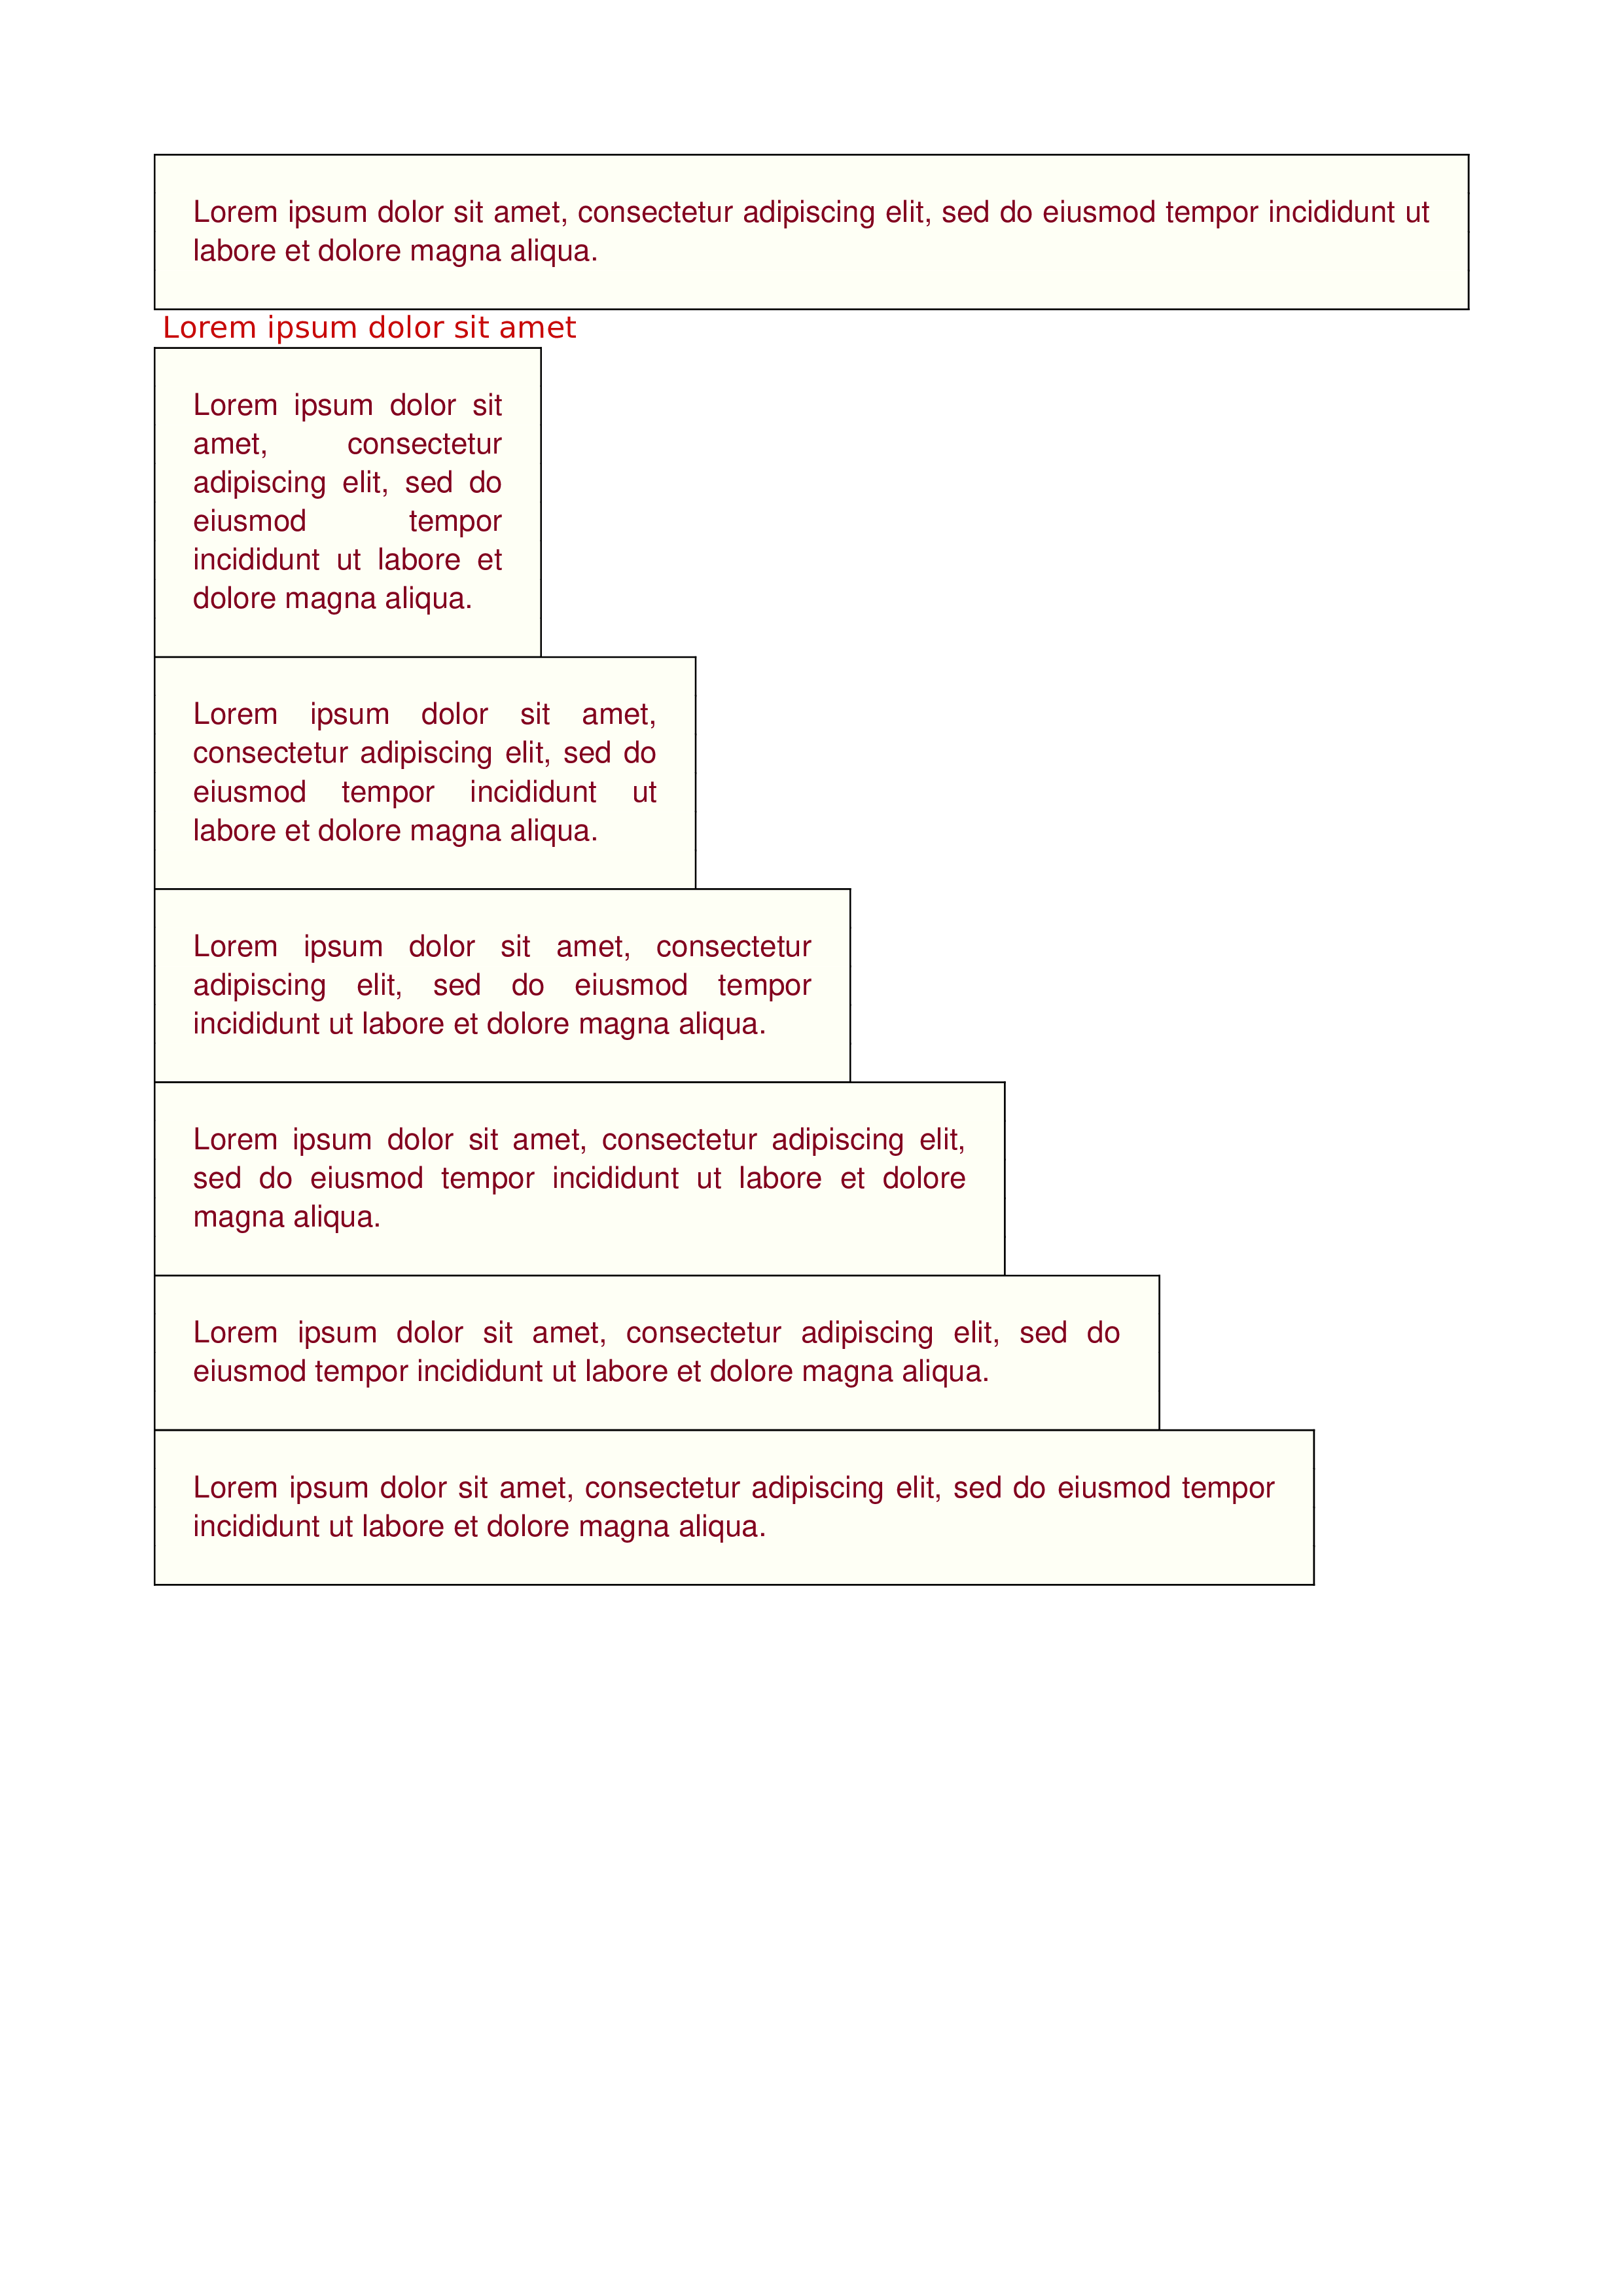 Lorem ipsum dolor sit amet, consectetur adipiscing elit, sed do eiusmod tempor incididunt ut
labore et dolore magna aliqua.
Lorem ipsum dolor sit amet
Lorem ipsum dolor sit
amet, consectetur
adipiscing elit, sed do
eiusmod tempor
incididunt ut labore et
dolore magna aliqua.
Lorem ipsum dolor sit amet,
consectetur adipiscing elit, sed do
eiusmod tempor incididunt ut
labore et dolore magna aliqua.
Lorem ipsum dolor sit amet, consectetur
adipiscing elit, sed do eiusmod tempor
incididunt ut labore et dolore magna aliqua.
Lorem ipsum dolor sit amet, consectetur adipiscing elit,
sed do eiusmod tempor incididunt ut labore et dolore
magna aliqua.
Lorem ipsum dolor sit amet, consectetur adipiscing elit, sed do
eiusmod tempor incididunt ut labore et dolore magna aliqua.
Lorem ipsum dolor sit amet, consectetur adipiscing elit, sed do eiusmod tempor
incididunt ut labore et dolore magna aliqua.